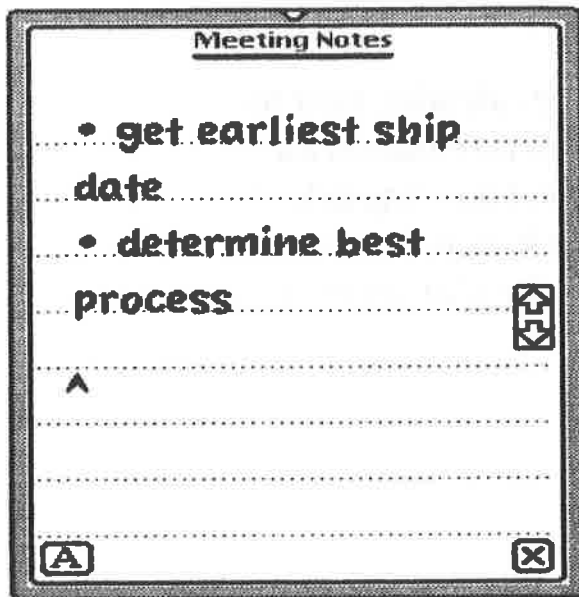 Meeting Notes
• get earliest ship
date
• determine best
process
A